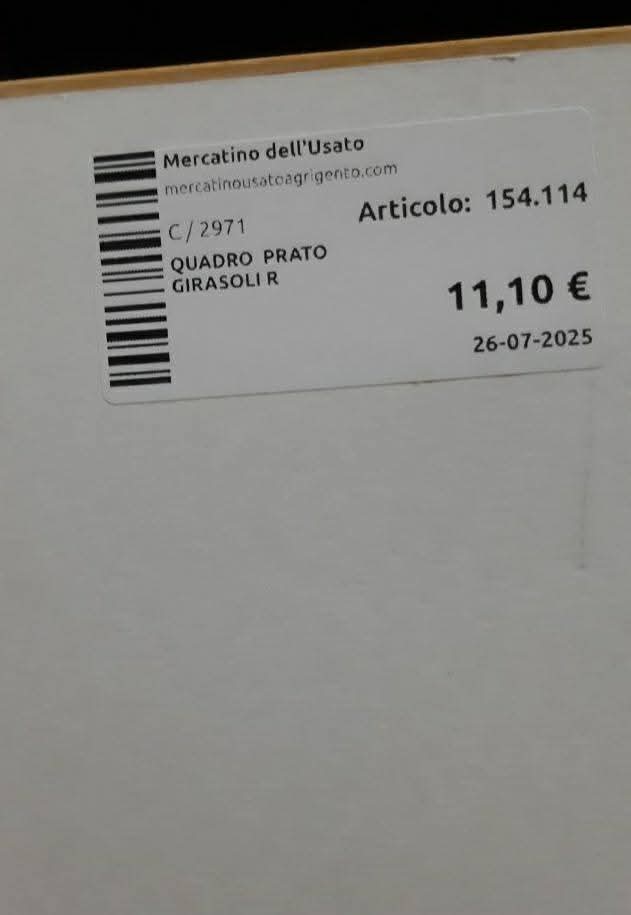 Mercatino dell'Usato
mercatinousatoagrigento.com
Articolo: 154.114
C/2971
QUADRO PRATO
GIRASOLI R
11,10 €
26-07-2025